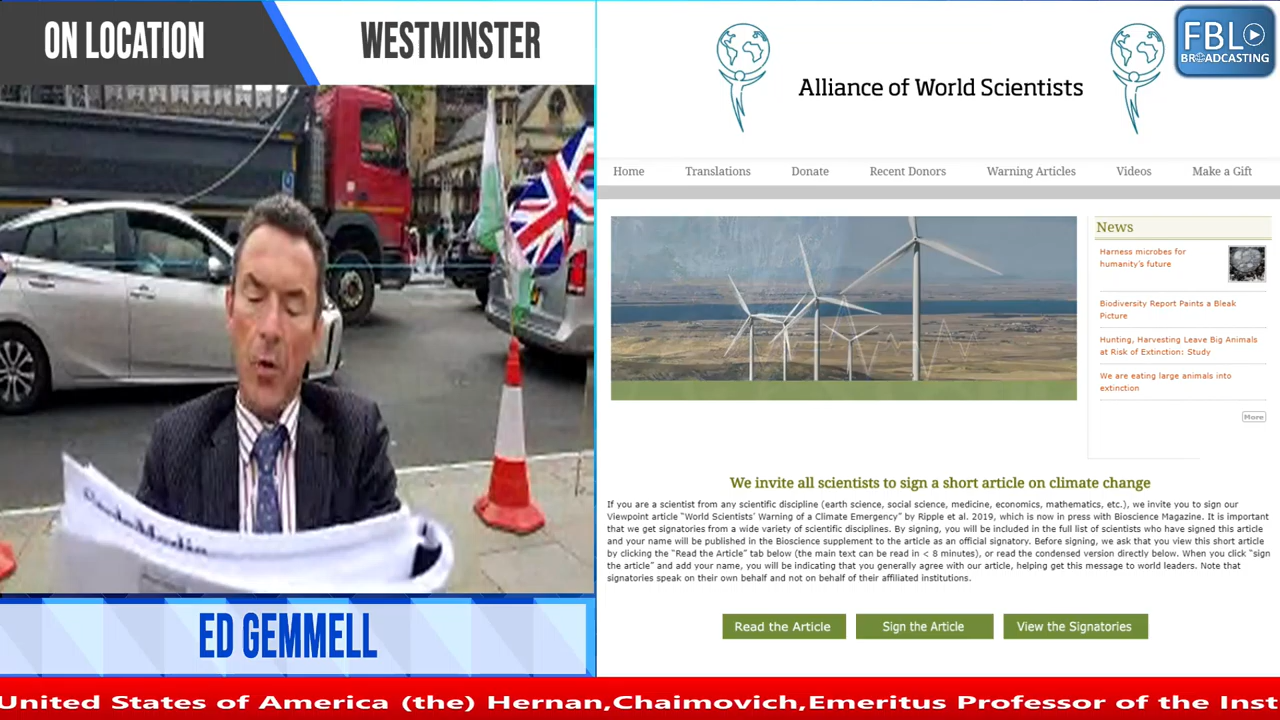 ON LOCATION
WESTMINSTER
FBL
BROADCASTING
Alliance of World Scientists
Home
Translations
Donate
Recent Donors
Warning Articles
Videos
Make a Gift
News
Harness microbes for
humanity's future
Biodiversity Report Paints a Bleak
Picture
Hunting, Harvesting Leave Big Animals
at Risk of Extinction: Study
We are eating large animals into
extinction
More
We invite all scientists to sign a short article on climate change
If you are a scientist from any scientific discipline (earth science, social science, medicine, economics, mathematics, etc.), we invite you to sign our
Viewpoint article "World Scientists' Warning of a Climate Emergency" by Ripple et al. 2019, which is now in press with Bioscience Magazine. It is important
that we get signatories from a wide variety of scientific disciplines. By signing, you will be included in the full list of scientists who have signed this article
and your name will be published in the Bioscience supplement to the article as an official signatory. Before signing, we ask that you view this short article
by clicking the "Read the Article" tab below (the main text can be read in < 8 minutes), or read the condensed version directly below. When you click "sign
the article" and add your name, you will be indicating that you generally agree with our article, helping get this message to world leaders. Note that
signatories speak on their own behalf and not on behalf of their affiliated institutions.
Read the Article
Sign the Article
View the Signatories
ED GEMMELL
United States of America (the) Hernan,Chaimovich,Emeritus Professor of the Inst